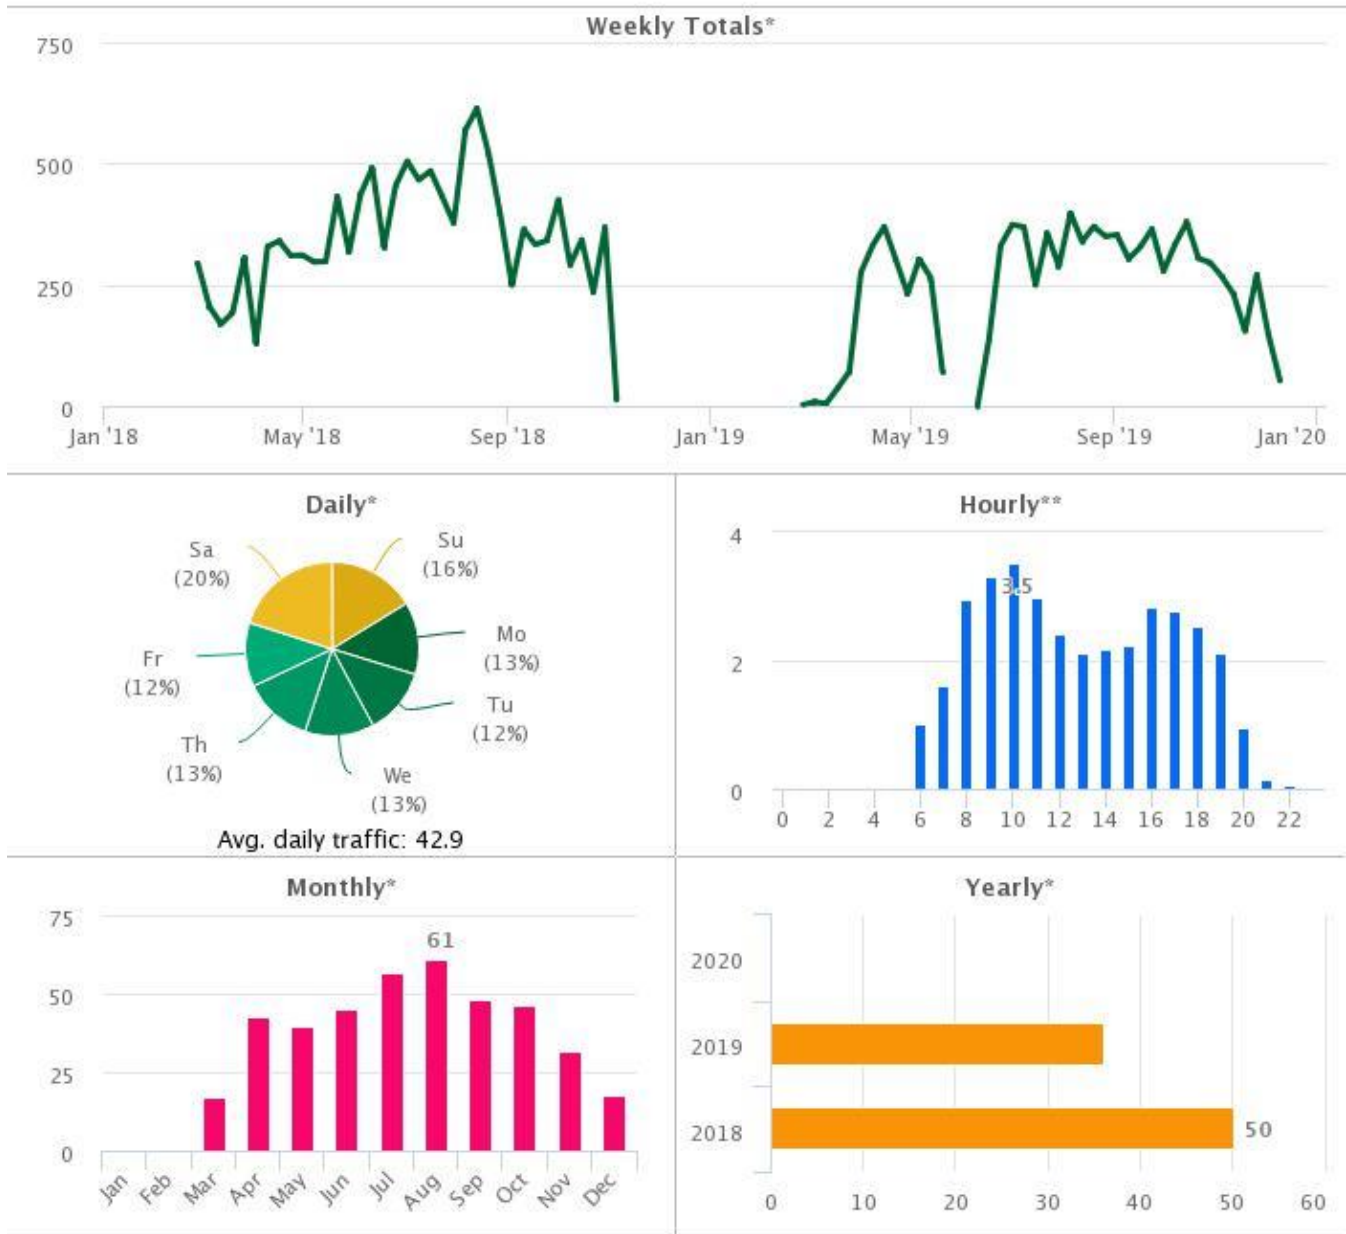 Weekly Totals*
750
500
250
0
Jan '18 May '18 Sep '18 Jan '19 May '19 Sep '19 Jan '20
Daily*
Sa
(20%)
Su
(16%)
Mo
(13%)
Fr
(12%)
Tu
(12%)
Th
(13%)
We
(13%)
Avg. daily traffic: 42.9
Hourly**
4
3.5
2
0
0 2 4 6 8 10 12 14 16 18 20 22
Monthly*
75
61
50
25
0
Jan Feb Mar Apr May Jun Jul Aug Sep Oct Nov Dec
Yearly*
2020
2019
2018 50
0 10 20 30 40 50 60